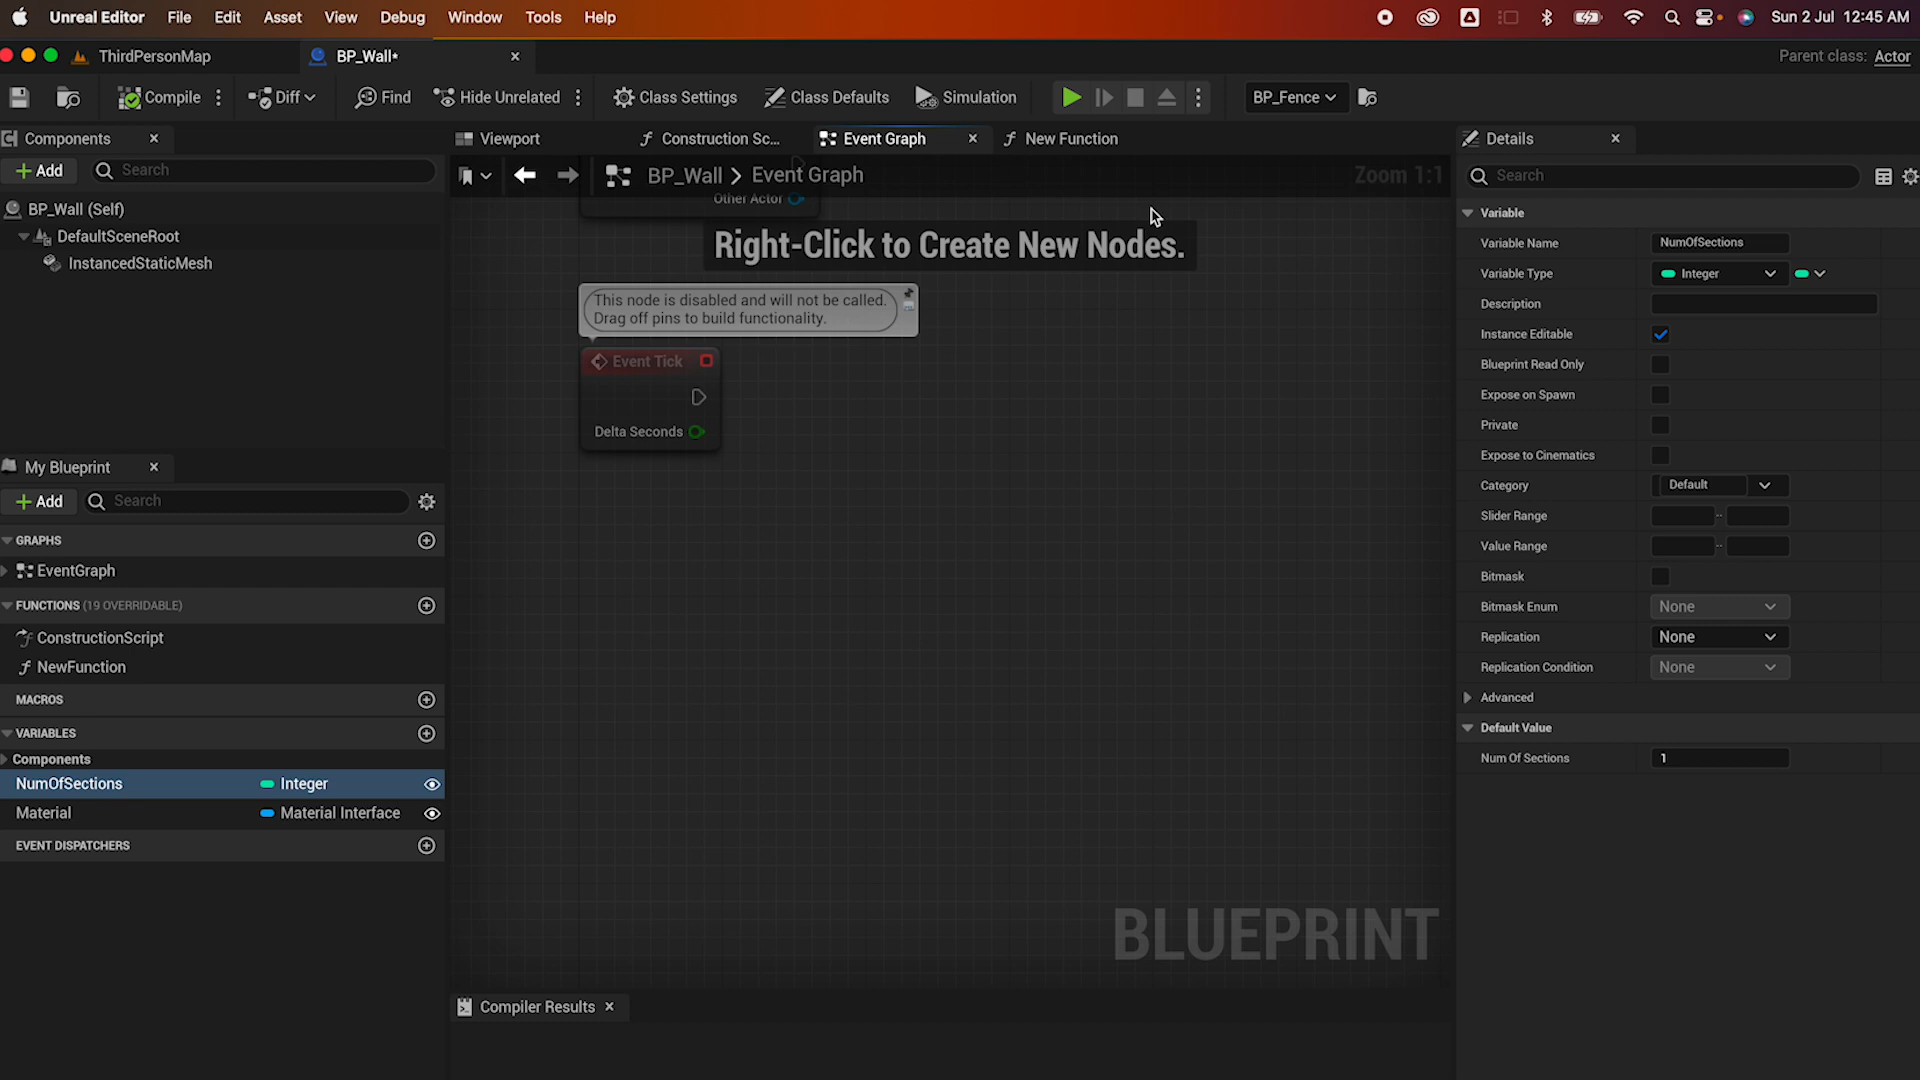 Unreal Editor File Edit Asset View Debug Window Tools Help
Sun 2 Jul 12:45 AM
ThirdPersonMap
BP_Wall•
Parent class: Actor
Compile
Diff
Find
Hide Unrelated
Class Settings
Class Defaults
Simulation
BP_Fence
Components
Viewport
Construction Sc...
Event Graph
New Function
Details
Add
Search
BP_Wall > Event Graph
Zoom 1:1
Search
BP_Wall (Self)
DefaultSceneRoot
InstancedStaticMesh
Other Actor
Right-Click to Create New Nodes.
This node is disabled and will not be called.
Drag off pins to build functionality.
Event Tick
Delta Seconds
My Blueprint
Add
Search
GRAPHS
EventGraph
FUNCTIONS (19 OVERRIDABLE)
ConstructionScript
NewFunction
MACROS
VARIABLES
Components
NumOfSections Integer
Material Material Interface
EVENT DISPATCHERS
BLUEPRINT
Compiler Results
Variable
Variable Name NumOfSections
Variable Type Integer
Description
Instance Editable
Blueprint Read Only
Expose on Spawn
Private
Expose to Cinematics
Category Default
Slider Range
Value Range
Bitmask
Bitmask Enum None
Replication None
Replication Condition None
Advanced
Default Value
Num Of Sections 1